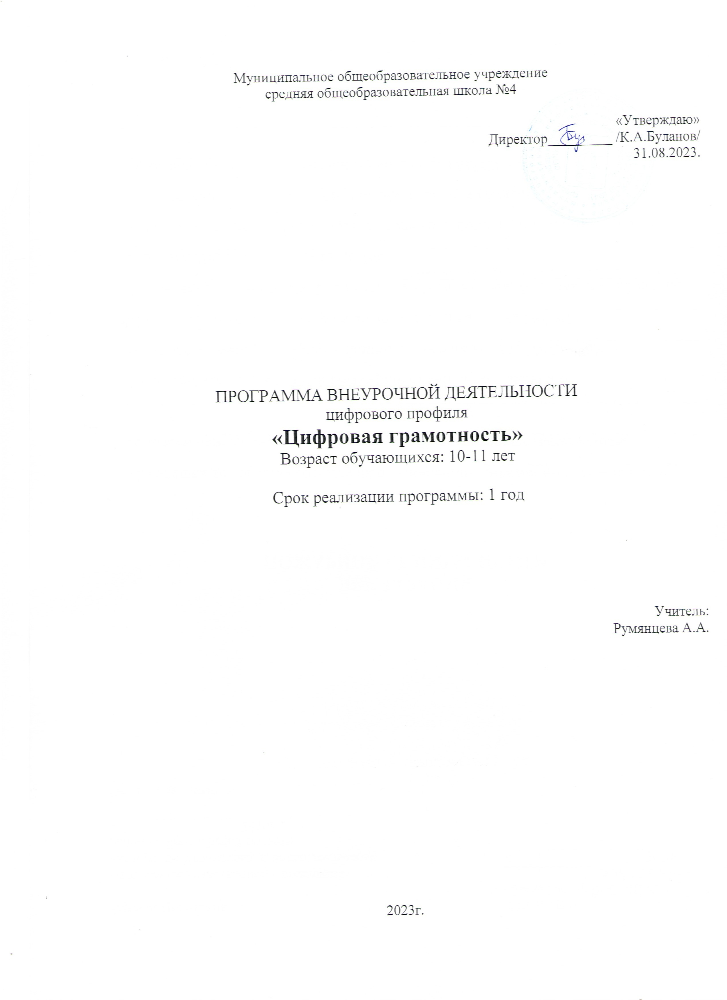 Муниципальное общеобразовательное учреждение
средняя общеобразовательная школа №4
«Утверждаю»
Директор__________ /К.А.Буланов/
31.08.2023.
ПРОГРАММА ВНЕУРОЧНОЙ ДЕЯТЕЛЬНОСТИ
цифрового профиля
«Цифровая грамотность»
Возраст обучающихся: 10-11 лет
Срок реализации программы: 1 год
Учитель:
Румянцева А.А.
2023г.